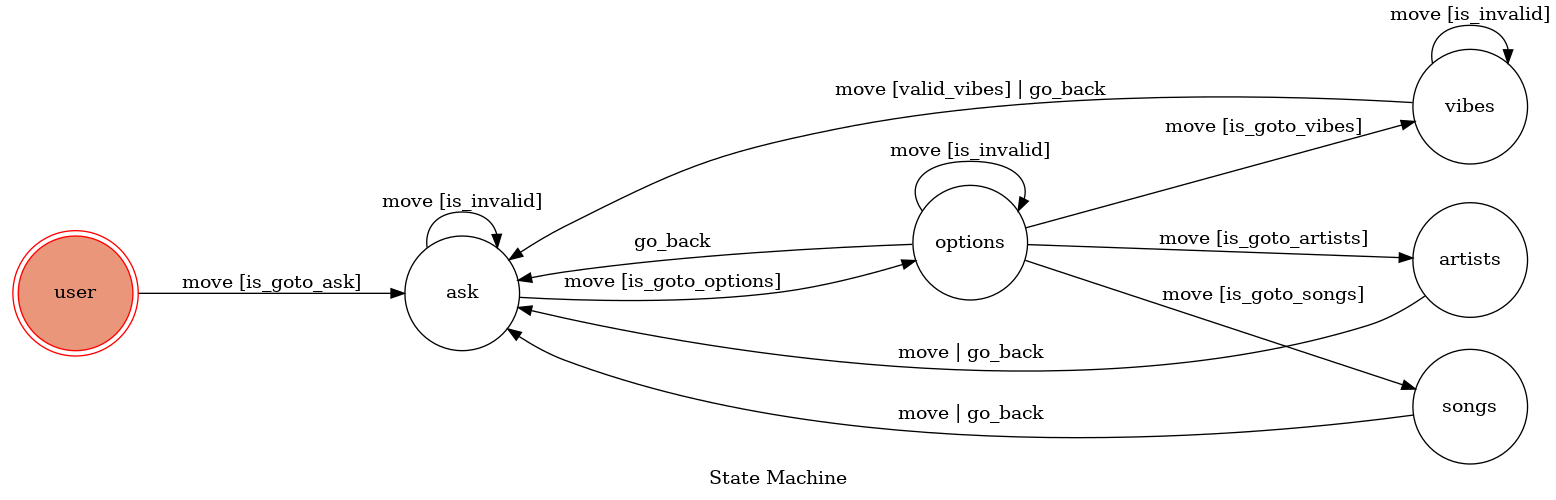 move [is_invalid]
move [valid_vibes] | go_back
vibes
move [is_goto_vibes]
move [is_invalid]
move [is_invalid]
go_back
options
move [is_goto_artists]
artists
move [is_goto_ask]
move [is_goto_options]
user
ask
move [is_goto_songs]
move | go_back
songs
move | go_back
State Machine